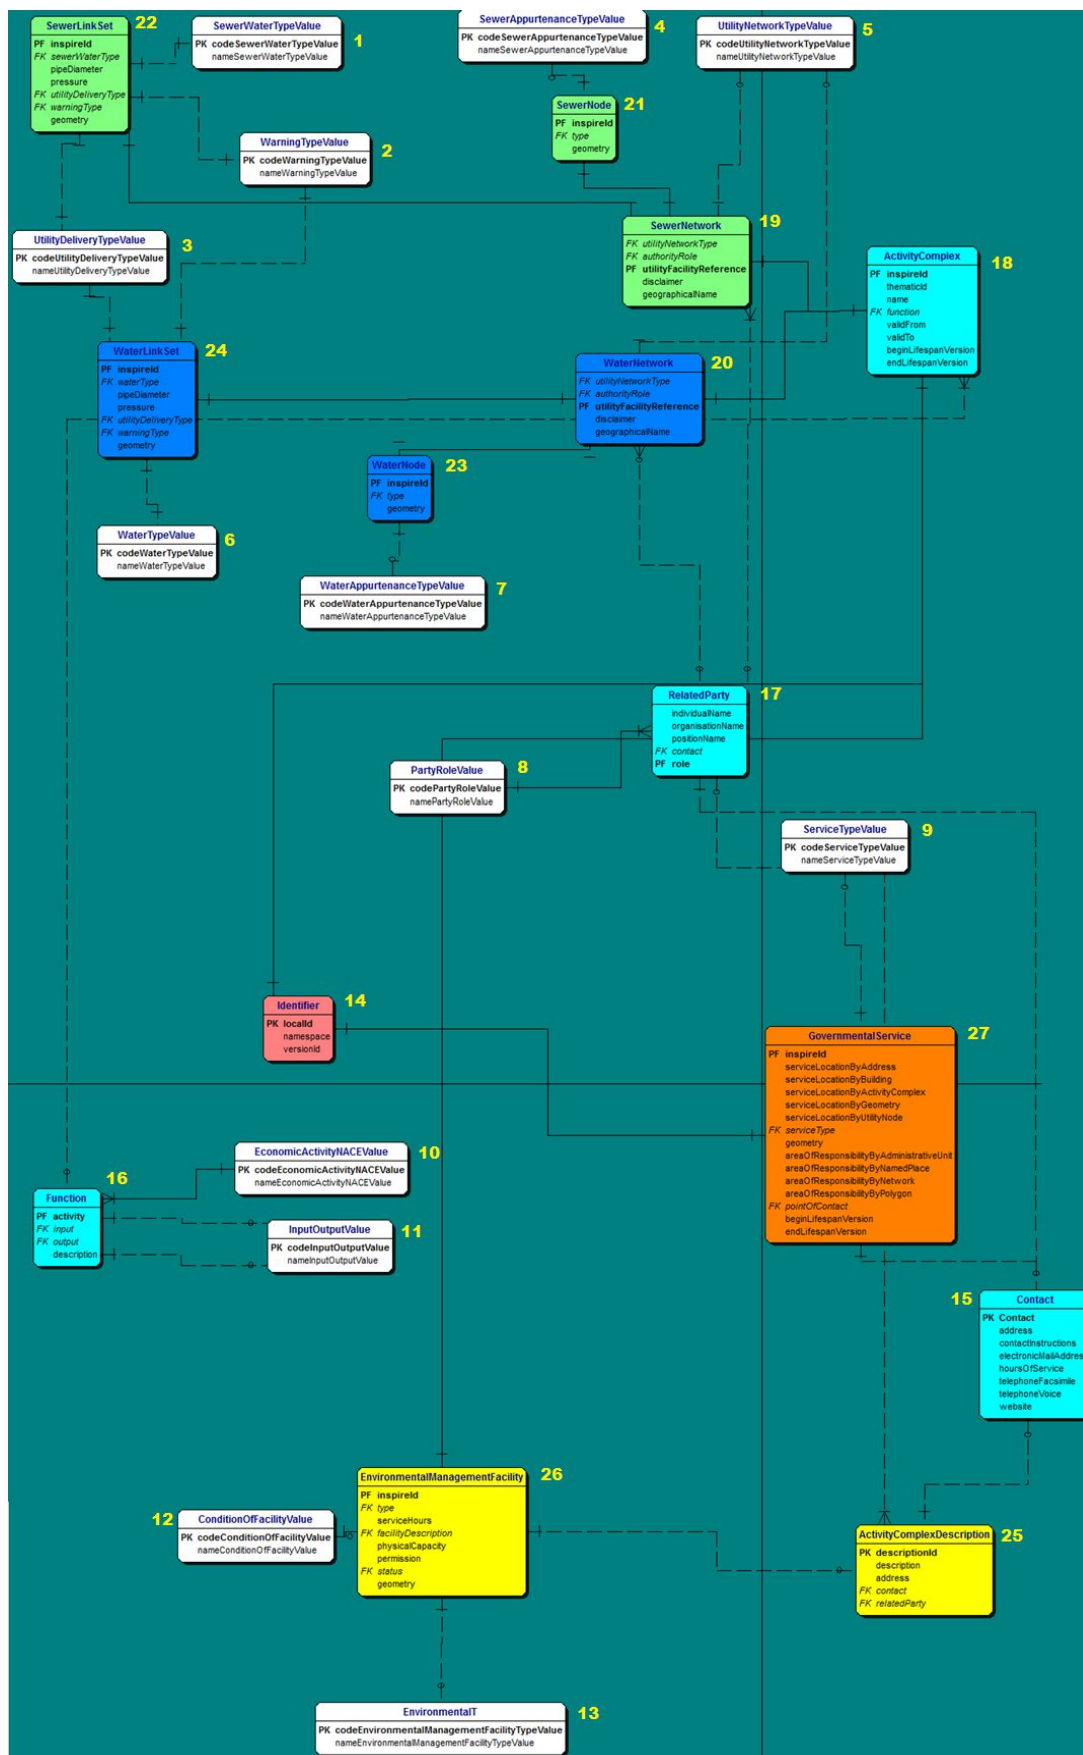 SewerLinkSet
22
PF inspireId
FK sewerWaterType
pipeDiameter
pressure
FK utilityDeliveryType
FK warningType
geometry
SewerWaterTypeValue
1
PK codeSewerWaterTypeValue
nameSewerWaterTypeValue
SewerAppurtenanceTypeValue
4
PK codeSewerAppurtenanceTypeValue
nameSewerAppurtenanceTypeValue
UtilityNetworkTypeValue
5
PK codeUtilityNetworkTypeValue
nameUtilityNetworkTypeValue
SewerNode
21
PF inspireId
FK type
geometry
WarningTypeValue
2
PK codeWarningTypeValue
nameWarningTypeValue
UtilityDeliveryTypeValue
3
PK codeUtilityDeliveryTypeValue
nameUtilityDeliveryTypeValue
SewerNetwork
19
FK utilityNetworkType
FK authorityRole
PF utilityFacilityReference
disclaimer
geographicalName
ActivityComplex
18
PF inspireId
thematicId
name
FK function
validFrom
validTo
beginLifespanVersion
endLifespanVersion
WaterLinkSet
24
PF inspireId
FK waterType
pipeDiameter
pressure
FK utilityDeliveryType
FK warningType
geometry
WaterNetwork
20
FK utilityNetworkType
FK authorityRole
PF utilityFacilityReference
disclaimer
geographicalName
WaterNode
23
PF inspireId
FK type
geometry
WaterTypeValue
6
PK codeWaterTypeValue
nameWaterTypeValue
WaterAppurtenanceTypeValue
7
PK codeWaterAppurtenanceTypeValue
nameWaterAppurtenanceTypeValue
RelatedParty
17
individualName
organisationName
positionName
FK contact
PF role
PartyRoleValue
8
PK codePartyRoleValue
namePartyRoleValue
ServiceTypeValue
9
PK codeServiceTypeValue
nameServiceTypeValue
Identifier
14
PK localId
namespace
versionId
GovernmentalService
27
PF inspireId
serviceLocationByAddress
serviceLocationByBuilding
serviceLocationByActivityComplex
serviceLocationByGeometry
serviceLocationByUtilityNode
FK serviceType
geometry
areaOfResponsibilityByAdministrativeUnit
areaOfResponsibilityByNamedPlace
areaOfResponsibilityByNetwork
areaOfResponsibilityByPolygon
FK pointOfContact
beginLifespanVersion
endLifespanVersion
EconomicActivityNACEValue
10
PK codeEconomicActivityNACEValue
nameEconomicActivityNACEValue
Function
16
PF activity
FK input
FK output
description
InputOutputValue
11
PK codeInputOutputValue
nameInputOutputValue
15
Contact
PK Contact
address
contactInstructions
electronicMailAddres
hoursOfService
telephoneFacsimile
telephoneVoice
website
EnvironmentalManagementFacility
26
PF inspireId
FK type
serviceHours
FK facilityDescription
physicalCapacity
permission
FK status
geometry
12
ConditionOfFacilityValue
PK codeConditionOfFacilityValue
nameConditionOfFacilityValue
ActivityComplexDescription
25
PK descriptionId
description
address
FK contact
FK relatedParty
EnvironmentalT
13
PK codeEnvironmentalManagementFacilityTypeValue
nameEnvironmentalManagementFacilityTypeValue